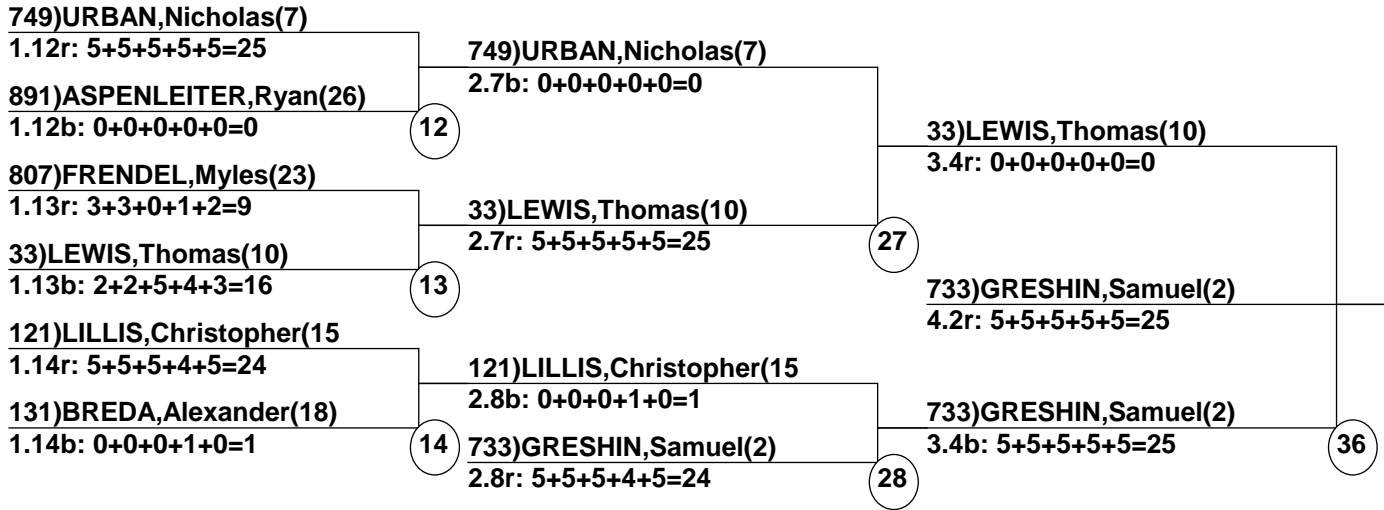 749)URBAN,Nicholas(7)
1.12r: 5+5+5+5+5=25
891)ASPENLEITER,Ryan(26)
1.12b: 0+0+0+0+0=0
12
807)FRENDEL,Myles(23)
1.13r: 3+3+0+1+2=9
33)LEWIS,Thomas(10)
1.13b: 2+2+5+4+3=16
13
121)LILLIS,Christopher(15
1.14r: 5+5+5+4+5=24
131)BREDA,Alexander(18)
1.14b: 0+0+0+1+0=1
14
749)URBAN,Nicholas(7)
2.7b: 0+0+0+0+0=0
33)LEWIS,Thomas(10)
2.7r: 5+5+5+5+5=25
27
121)LILLIS,Christopher(15
2.8b: 0+0+0+1+0=1
733)GRESHIN,Samuel(2)
2.8r: 5+5+5+4+5=24
28
33)LEWIS,Thomas(10)
3.4r: 0+0+0+0+0=0
733)GRESHIN,Samuel(2)
4.2r: 5+5+5+5+5=25
733)GRESHIN,Samuel(2)
3.4b: 5+5+5+5+5=25
36